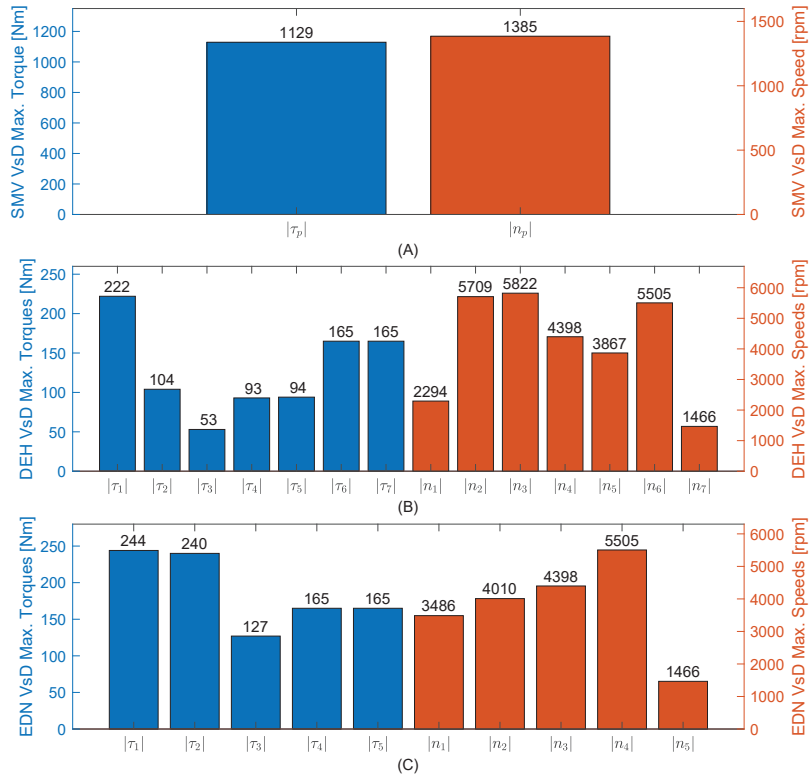 SMV VsD Max. Torque [Nm]
1200
1000
800
600
400
200
0
1129
1385
1500
1000
500
0
SMV VsD Max. Speed [rpm]
|τp| |np|
(A)
DEH VsD Max. Torques [Nm]
250
200
150
100
50
0
222 104 53 93 94 165 165 2294 5709 5822 4398 3867 5505 1466
6000
5000
4000
3000
2000
1000
0
DEH VsD Max. Speeds [rpm]
|τ1| |τ2| |τ3| |τ4| |τ5| |τ6| |τ7| |n1| |n2| |n3| |n4| |n5| |n6| |n7|
(B)
EDN VsD Max. Torques [Nm]
250
200
150
100
50
0
244 240 127 165 165 3486 4010 4398 5505 1466
6000
5000
4000
3000
2000
1000
0
EDN VsD Max. Speeds [rpm]
|τ1| |τ2| |τ3| |τ4| |τ5| |n1| |n2| |n3| |n4| |n5|
(C)